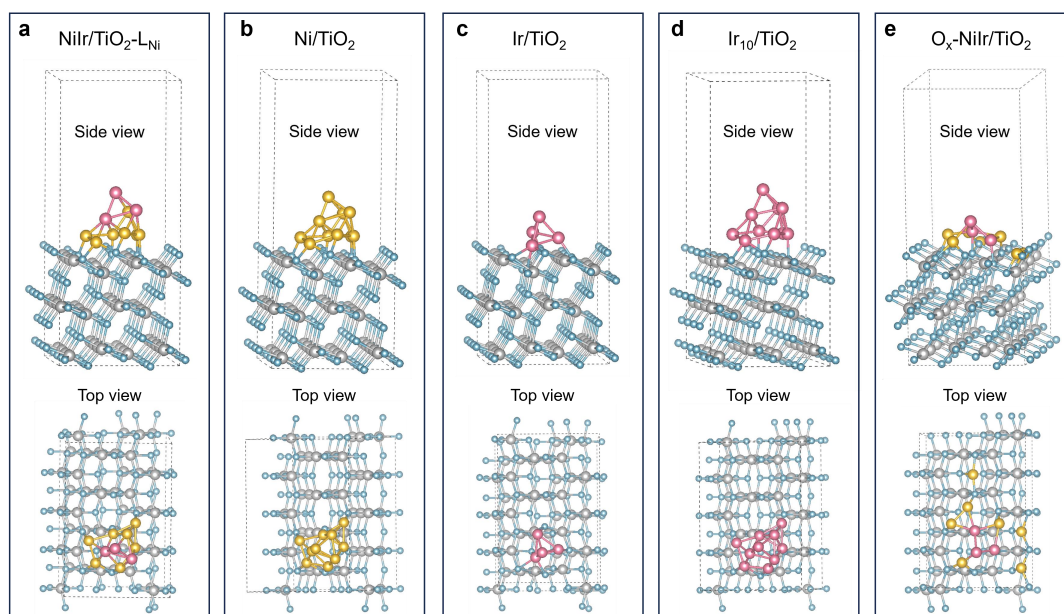 a
NiIr/TiO₂-L_Ni
Side view
Top view
b
Ni/TiO₂
Side view
Top view
c
Ir/TiO₂
Side view
Top view
d
Ir₁₀/TiO₂
Side view
Top view
e
Oₓ-NiIr/TiO₂
Side view
Top view